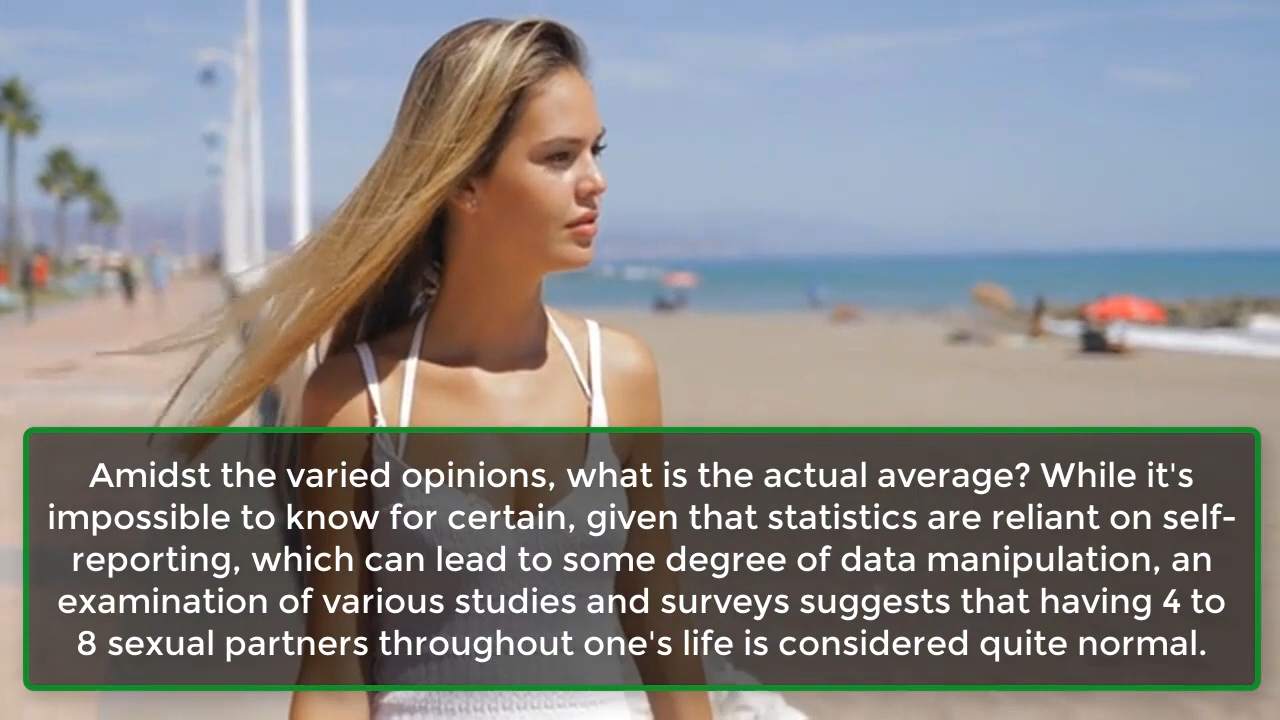 Amidst the varied opinions, what is the actual average? While it's
impossible to know for certain, given that statistics are reliant on self-
reporting, which can lead to some degree of data manipulation, an
examination of various studies and surveys suggests that having 4 to
8 sexual partners throughout one's life is considered quite normal.